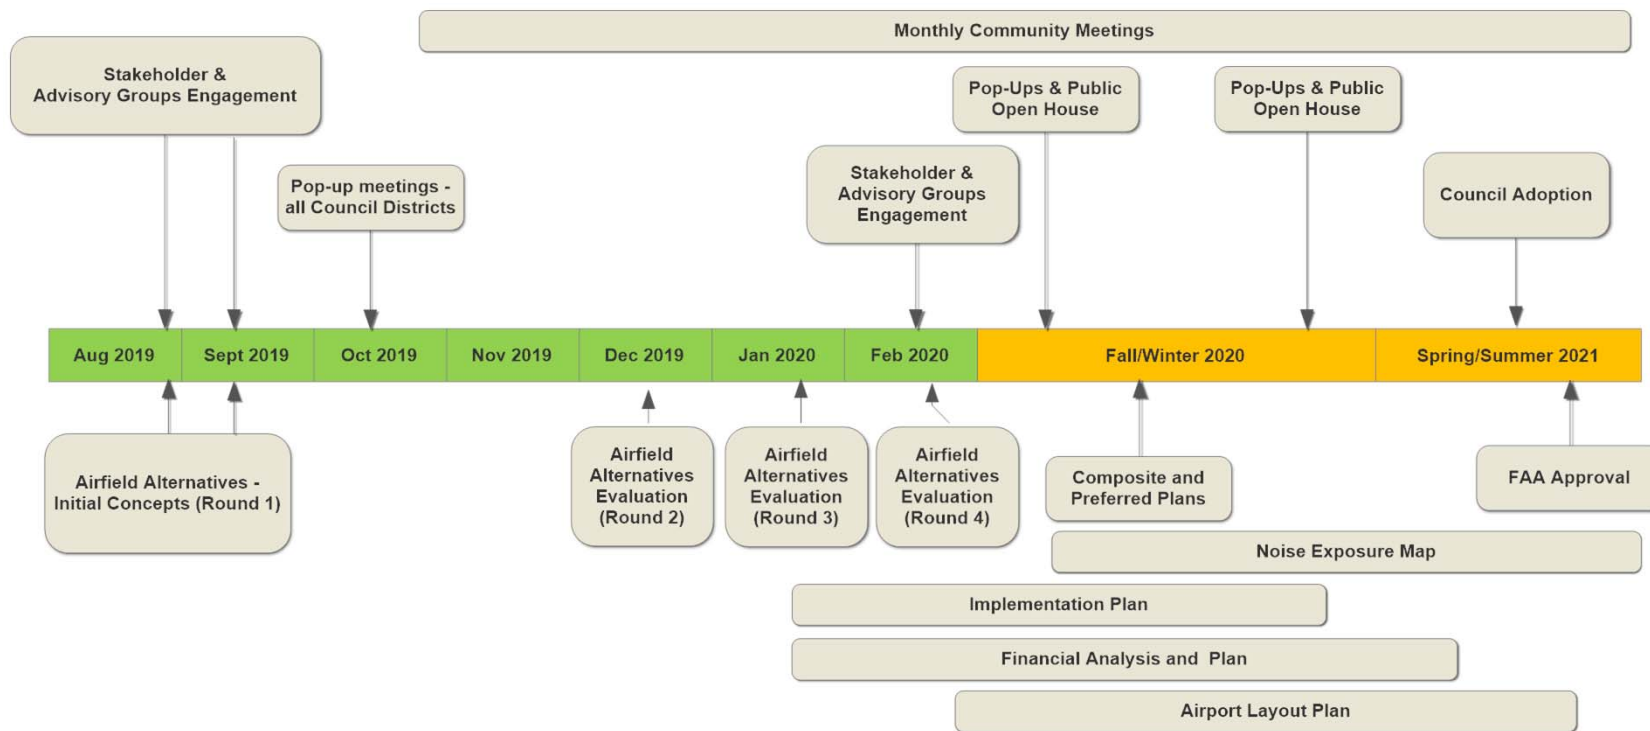 Monthly Community Meetings
Stakeholder &
Advisory Groups Engagement
Pop-Ups & Public
Open House
Pop-Ups & Public
Open House
Pop-up meetings -
all Council Districts
Stakeholder &
Advisory Groups
Engagement
Council Adoption
Aug 2019
Sept 2019
Oct 2019
Nov 2019
Dec 2019
Jan 2020
Feb 2020
Fall/Winter 2020
Spring/Summer 2021
Airfield Alternatives -
Initial Concepts (Round 1)
Airfield
Alternatives
Evaluation
(Round 2)
Airfield
Alternatives
Evaluation
(Round 3)
Airfield
Alternatives
Evaluation
(Round 4)
Composite and
Preferred Plans
FAA Approval
Noise Exposure Map
Implementation Plan
Financial Analysis and Plan
Airport Layout Plan